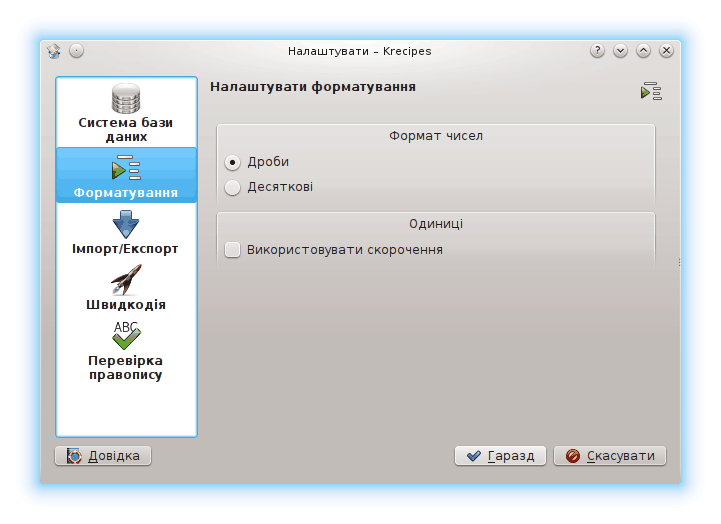 Налаштувати – Krecipes
Система бази
даних
Форматування
Імпорт/Експорт
Швидкодія
ABC
Перевірка
правопису
Налаштувати форматування
Формат чисел
Дроби
Десяткові
Одиниці
Використовувати скорочення
Довідка
Гаразд
Скасувати